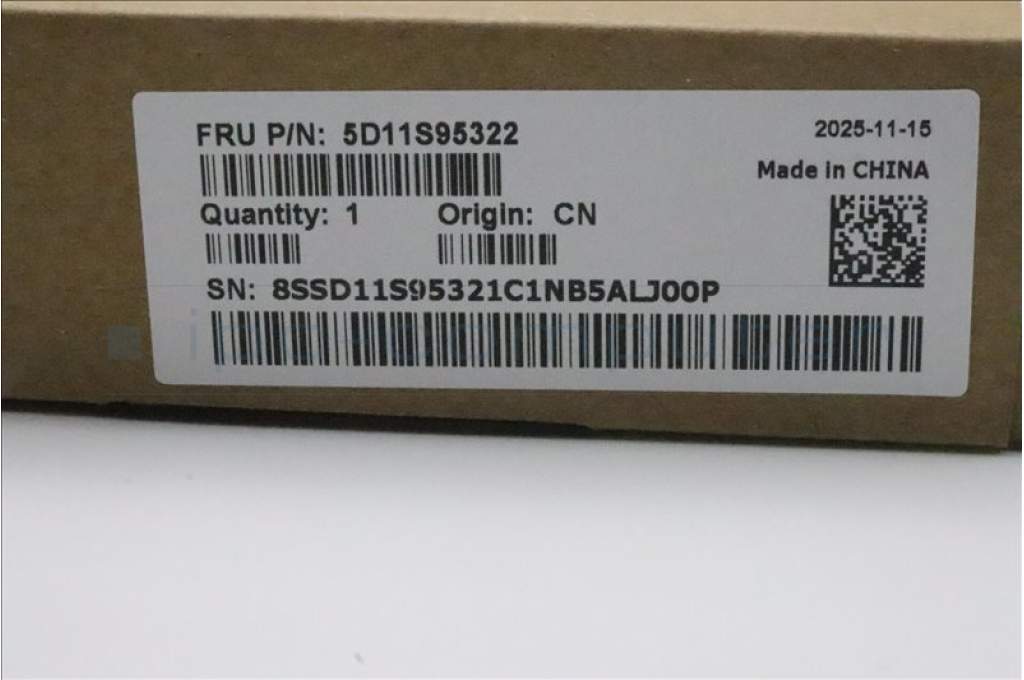 FRU P/N: 5D11S95322
2025-11-15
Made in CHINA
Quantity: 1 Origin: CN
SN: 8SSD11S95321C1NB5ALJ00P